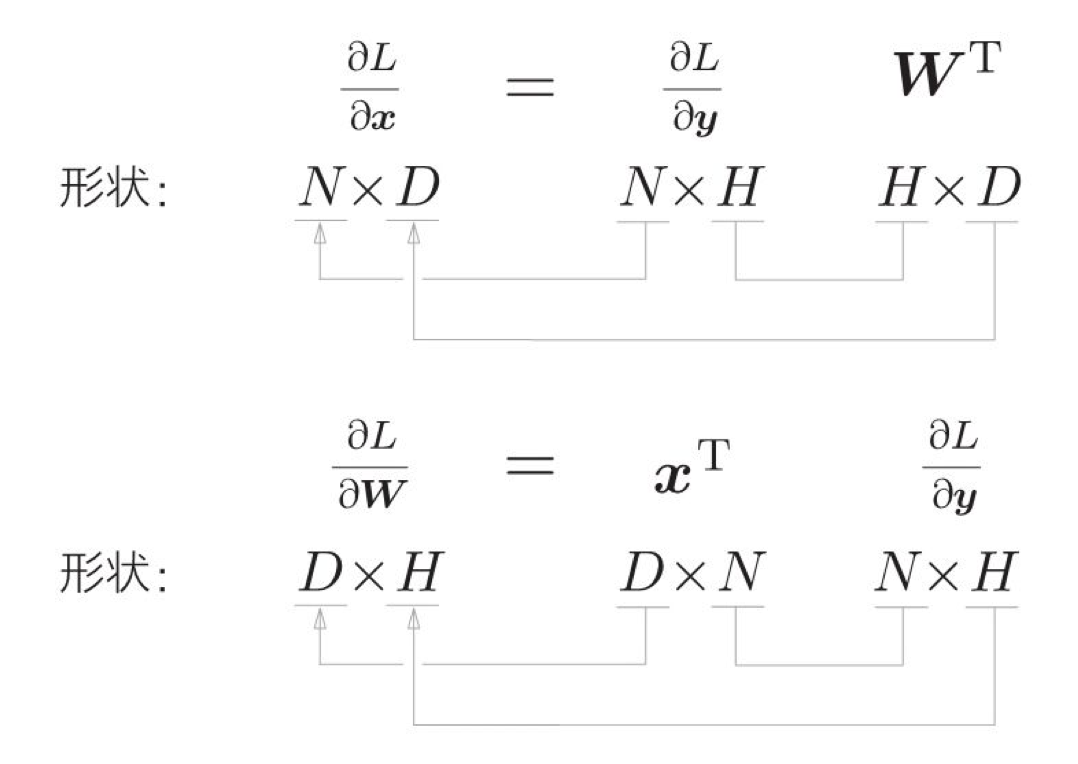 ∂L/∂x = ∂L/∂y W^T
形状： N×D N×H H×D
∂L/∂W = x^T ∂L/∂y
形状： D×H D×N N×H